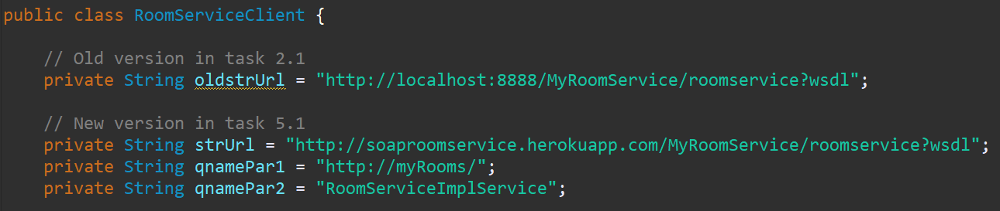 public class RoomServiceClient {
// Old version in task 2.1
private String oldstrUrl = "http://localhost:8888/MyRoomService/roomservice?wsdl";
// New version in task 5.1
private String strUrl = "http://soaproomservice.herokuapp.com/MyRoomService/roomservice?wsdl";
private String qnamePar1 = "http://myRooms/";
private String qnamePar2 = "RoomServiceImplService";